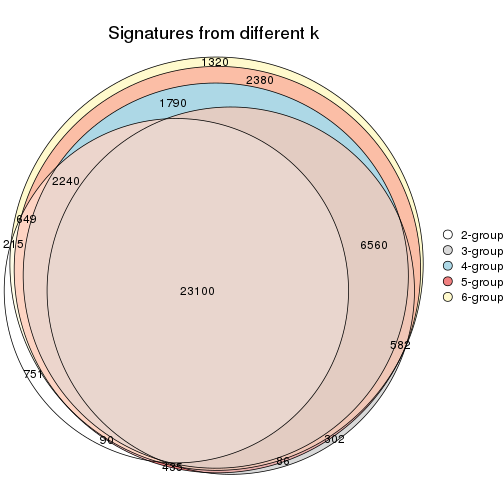 Signatures from different k
1320
2380
1790
2240
649
215
6560
23100
582
751
90
435
86
302
2-group
3-group
4-group
5-group
6-group